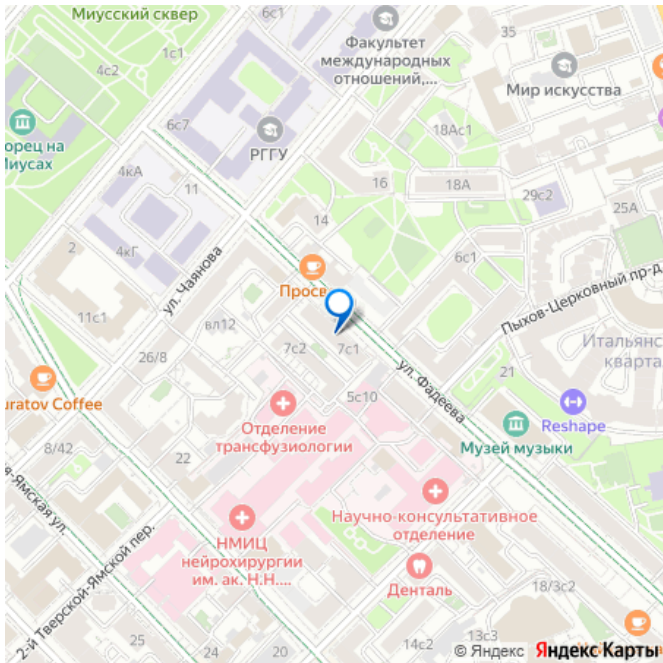 Миусский сквер
6с1
35
Факультет
международных
отношений,...
1с1
4с2
Мир искусства
6с7
18Ас1
РГГУ
орец на
Миусах
4кА
11
16
18А
29с2
25А
14
2
4кГ
ул. Чаянова
6с1
Просв
Пыхов-Церковный пр-д
11с1
вл12
Итальянс
кварта
7с2
7с1
26/8
ул. Фадеева
21
uratov Coffee
5с10
Reshape
Отделение
трансфузиологии
Музей музыки
8/42
22
я-Ямская ул.
Научно-консультативное
отделение
НМИЦ
нейрохирургии
им. ак. Н.Н....
2-й Тверской-Ямской пер.
Денталь
18/3с2
25
24
20
14с2
13с3
© Яндекс Яндекс Карты